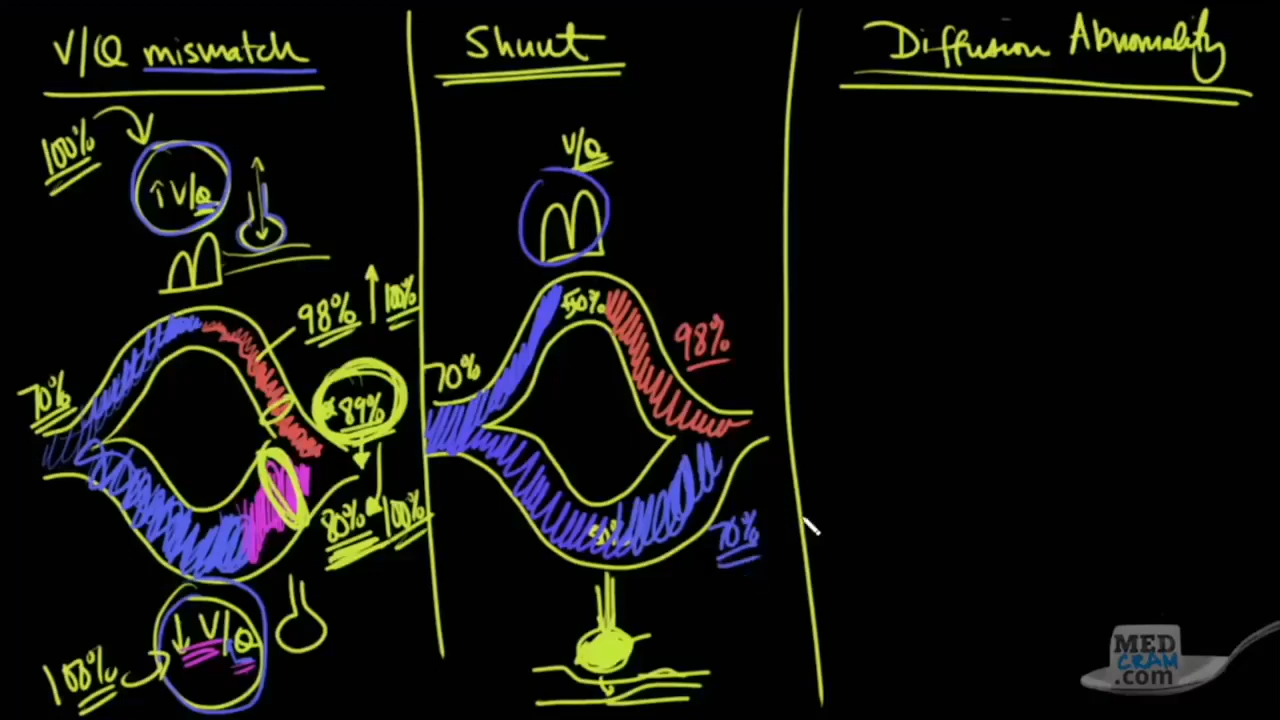 V/Q mismatch
100%
↑ V/Q
98% ↑ 100%
70%
89%
80% 100%
↓ V/Q
100%
Shunt
V/Q
50%
98%
70%
50%
70%
Diffusion Abnormality
MED
CRAM
.com